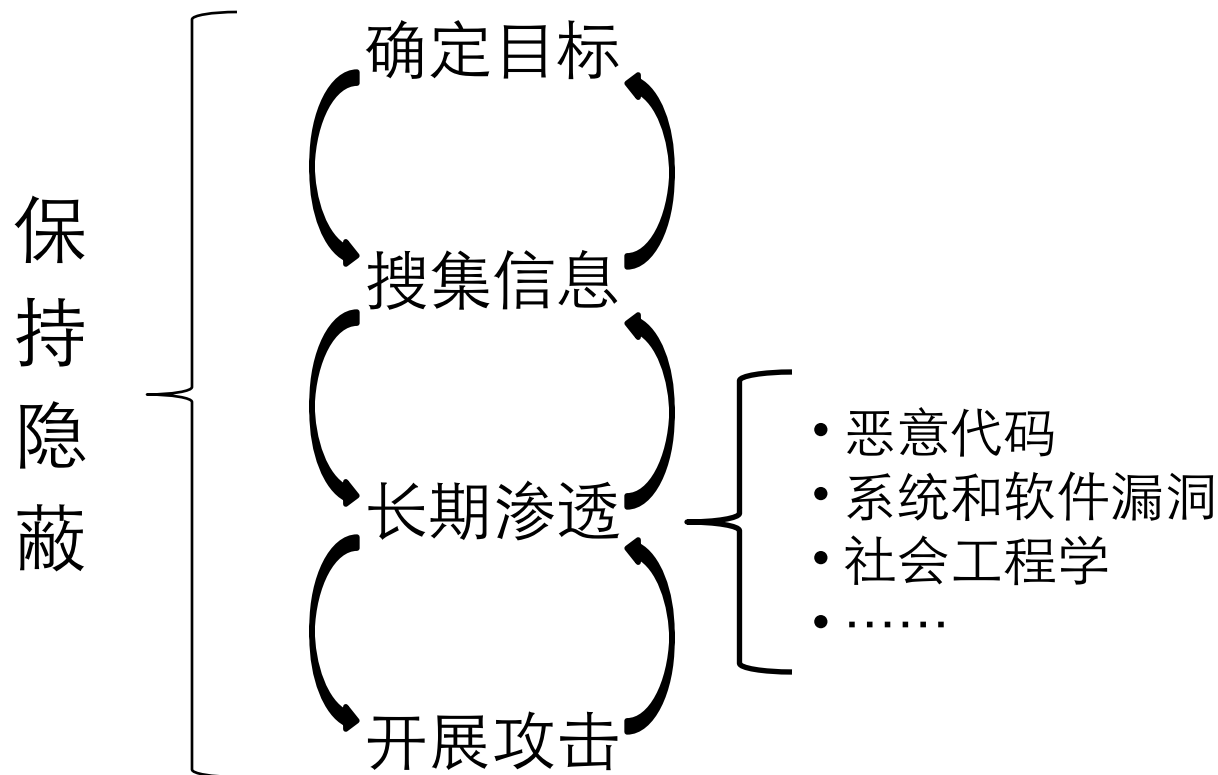 保持隐蔽
确定目标
搜集信息
长期渗透
开展攻击
• 恶意代码
• 系统和软件漏洞
• 社会工程学
• ……